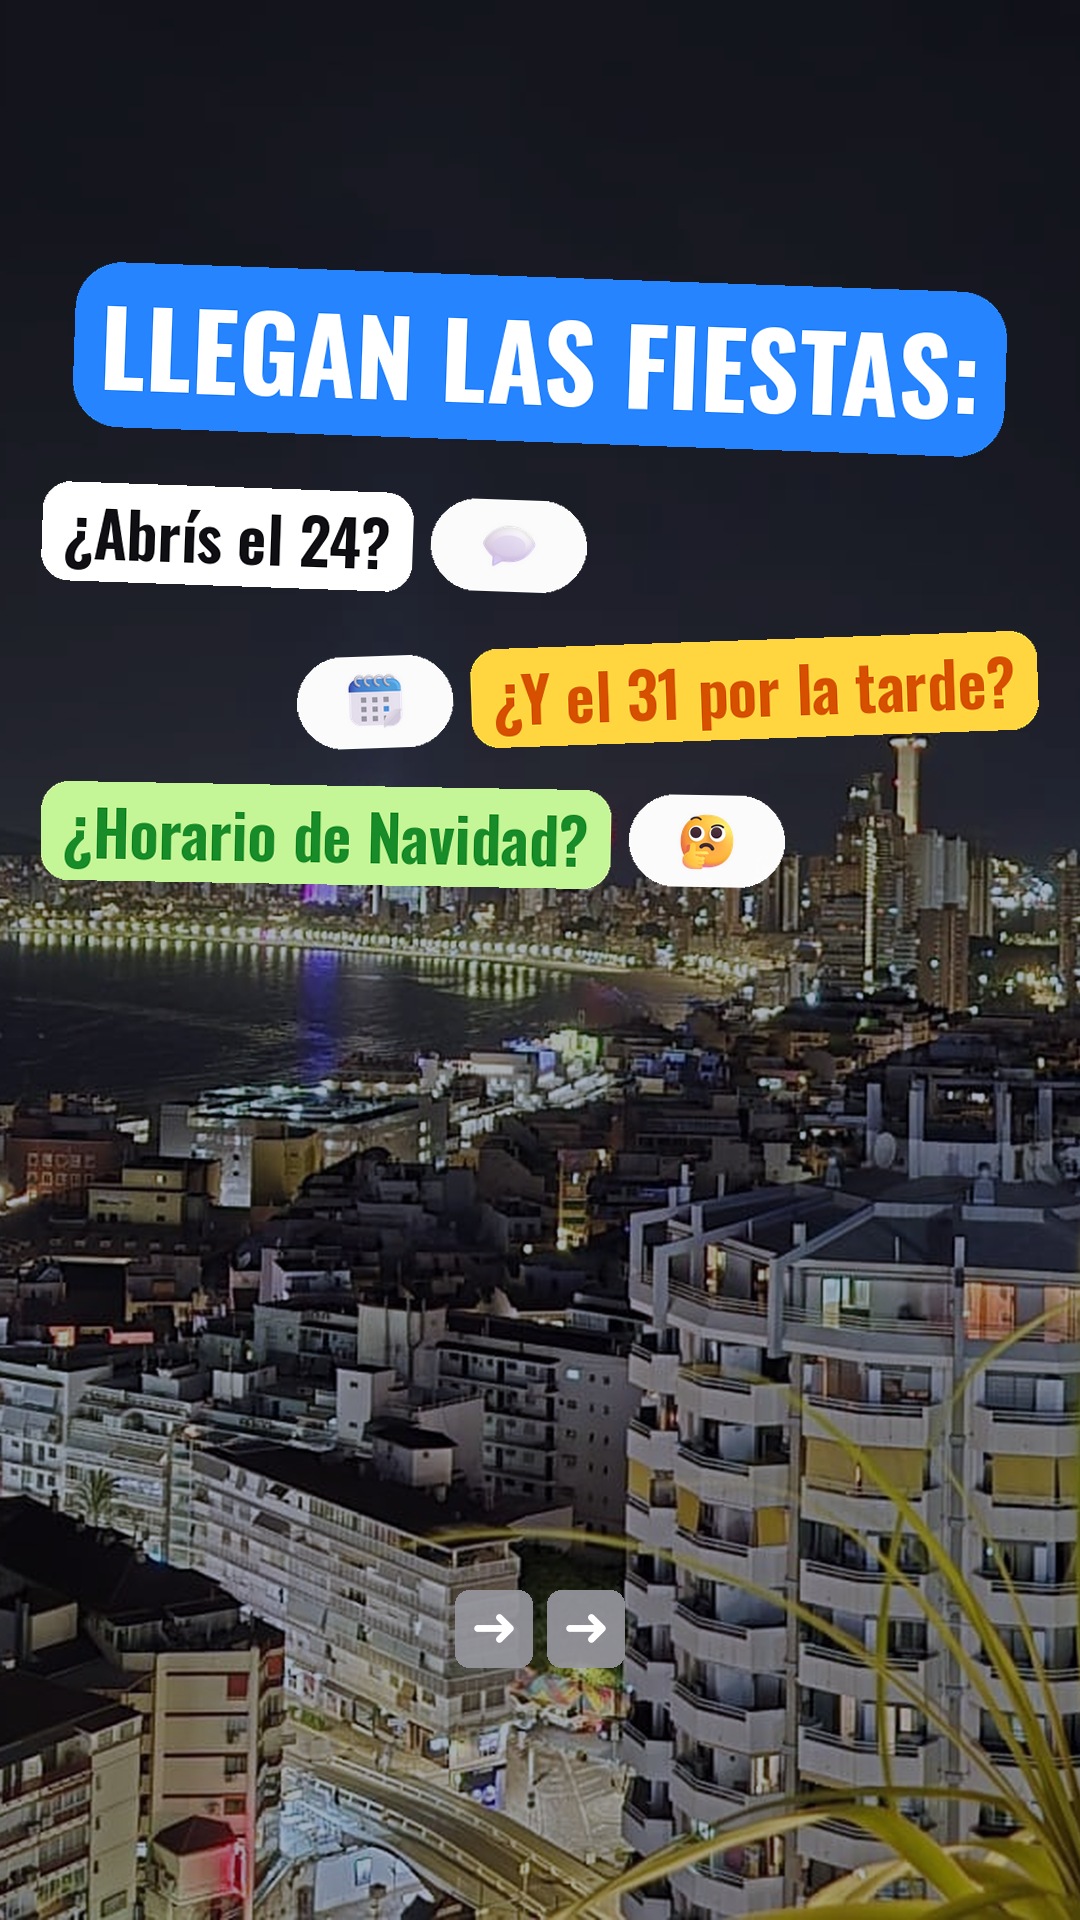 LLEGAN LAS FIESTAS:
¿Abrís el 24?
¿Y el 31 por la tarde?
¿Horario de Navidad?